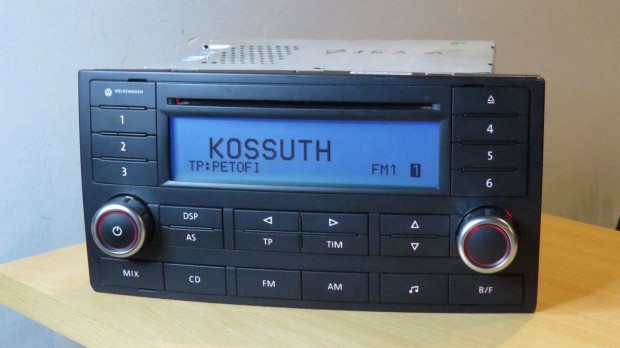 VOLKSWAGEN
1
2
3
KOSSUTH
TP:PETOFI FM1 1
4
5
6
DSP
AS TP TIM
MIX CD FM AM B/F